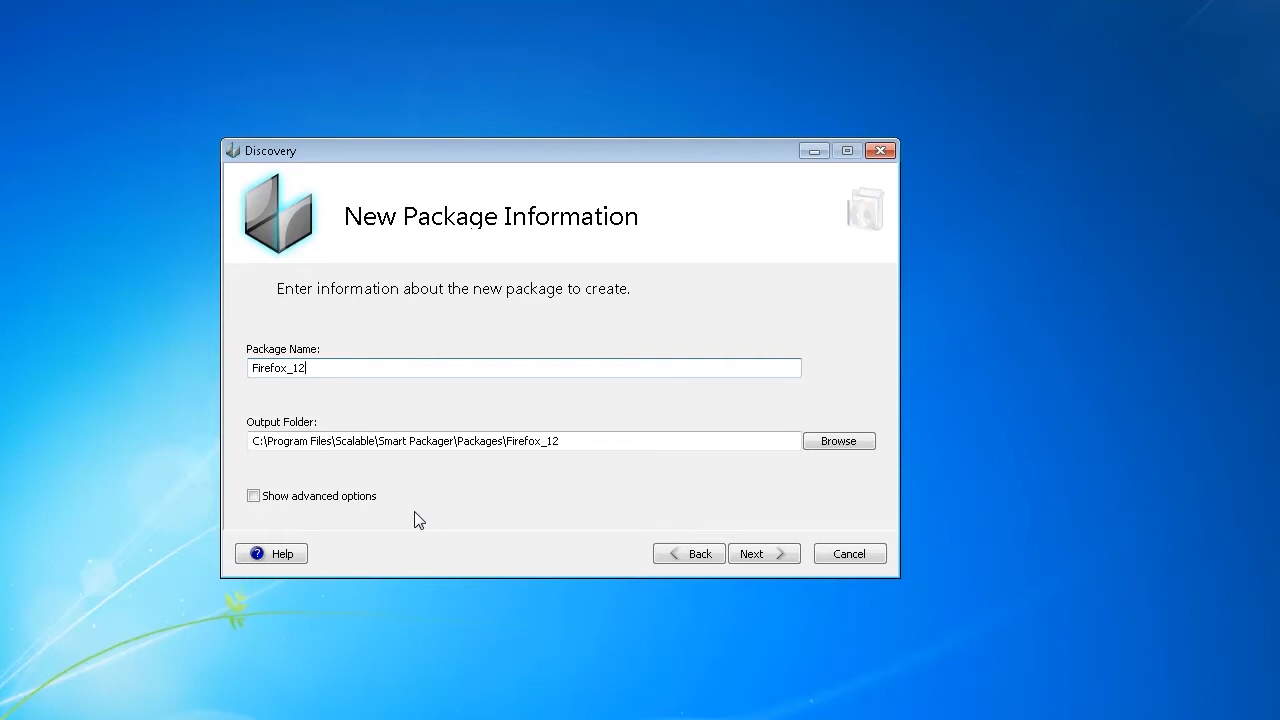 Discovery
New Package Information
Enter information about the new package to create.
Package Name:
Firefox_12
Output Folder:
C:\Program Files\Scalable\Smart Packager\Packages\Firefox_12
Browse
Show advanced options
Help
Back
Next
Cancel